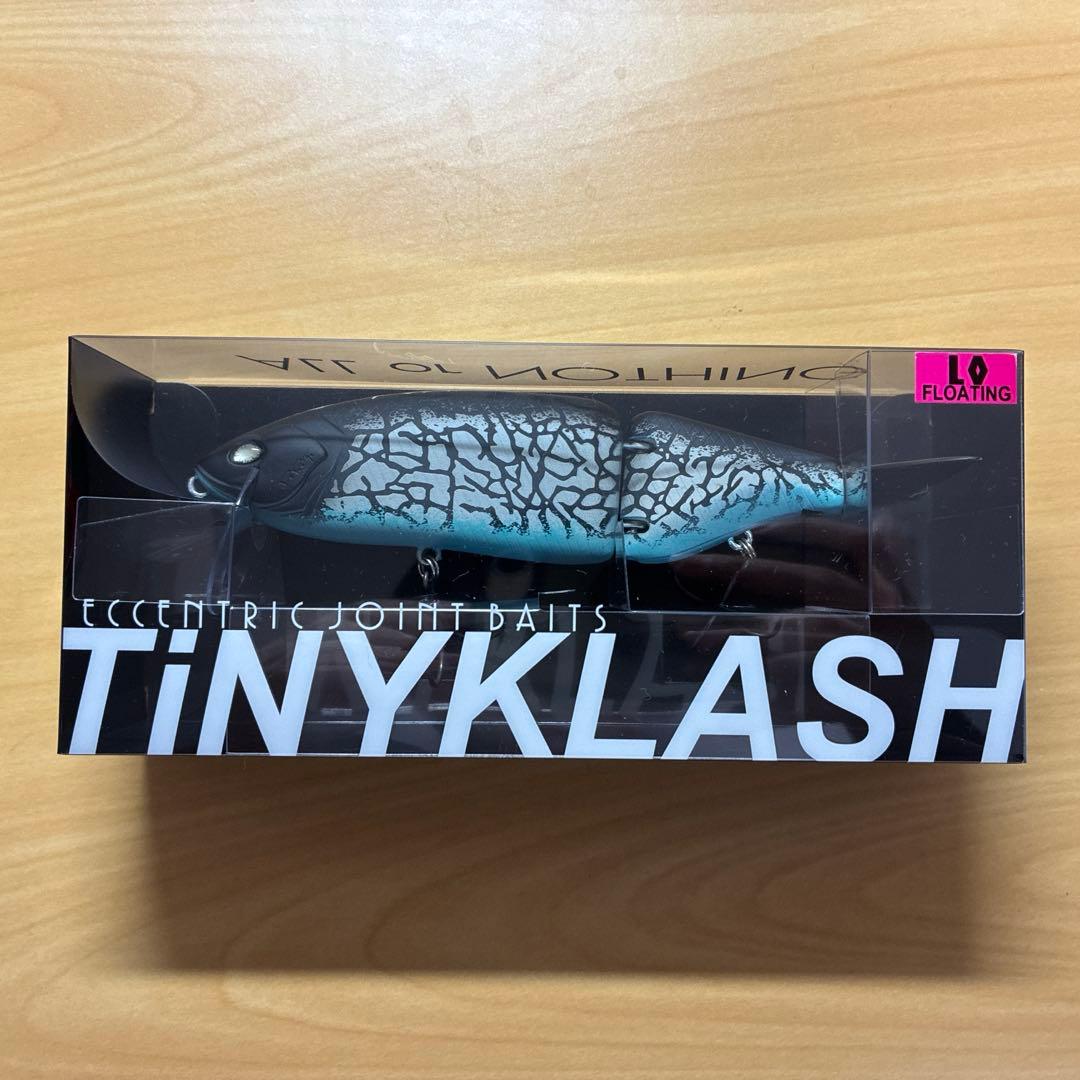 ALL or NOTHING
LO
FLOATING
ECCENTRIC JOINT BAITS
TiNYKLASH